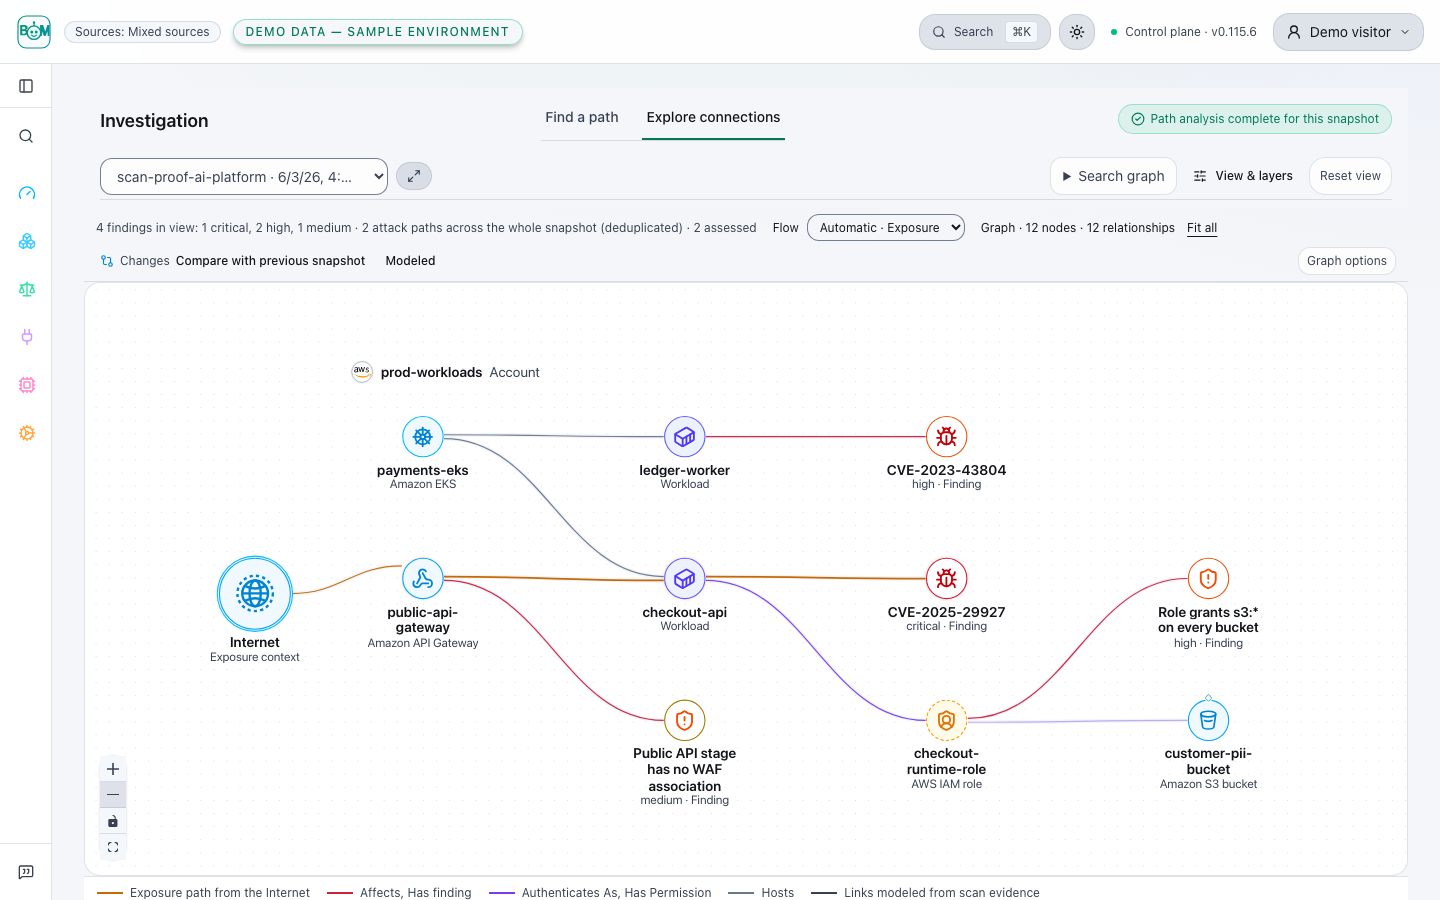 BOM
Sources: Mixed sources
DEMO DATA — SAMPLE ENVIRONMENT
Search ⌘K
Control plane · v0.115.6
Demo visitor
Investigation
Find a path
Explore connections
Path analysis complete for this snapshot
scan-proof-ai-platform · 6/3/26, 4:...
Search graph
View & layers
Reset view
4 findings in view: 1 critical, 2 high, 1 medium · 2 attack paths across the whole snapshot (deduplicated) · 2 assessed
Flow
Automatic · Exposure
Graph · 12 nodes · 12 relationships
Fit all
Changes
Compare with previous snapshot
Modeled
Graph options
aws
prod-workloads Account
payments-eks
Amazon EKS
ledger-worker
Workload
CVE-2023-43804
high · Finding
Internet
Exposure context
public-api-
gateway
Amazon API Gateway
checkout-api
Workload
CVE-2025-29927
critical · Finding
Role grants s3:*
on every bucket
high · Finding
Public API stage
has no WAF
association
medium · Finding
checkout-
runtime-role
AWS IAM role
customer-pii-
bucket
Amazon S3 bucket
Exposure path from the Internet
Affects, Has finding
Authenticates As, Has Permission
Hosts
Links modeled from scan evidence